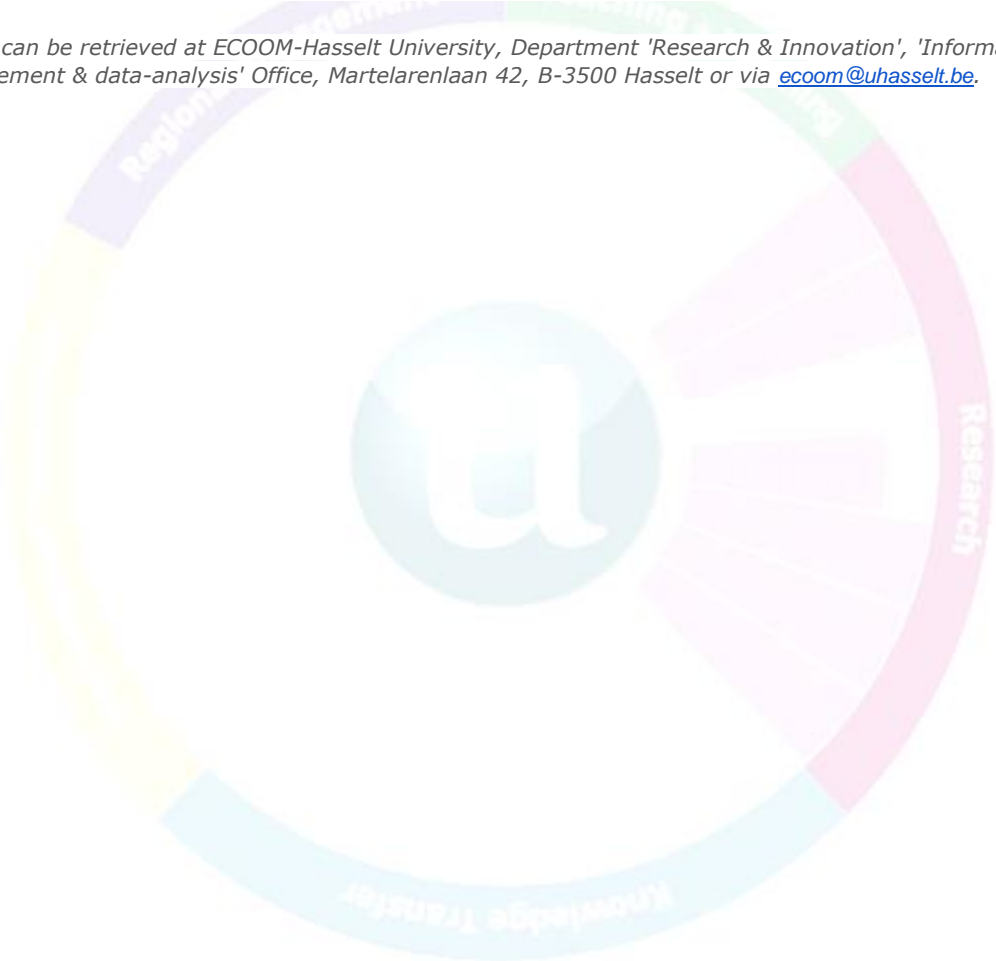 can be retrieved at ECOOM-Hasselt University, Department 'Research & Innovation', 'Informa
ement & data-analysis' Office, Martelarenlaan 42, B-3500 Hasselt or via ecoom@uhasselt.be.
Research
Knowledge Transfer
u